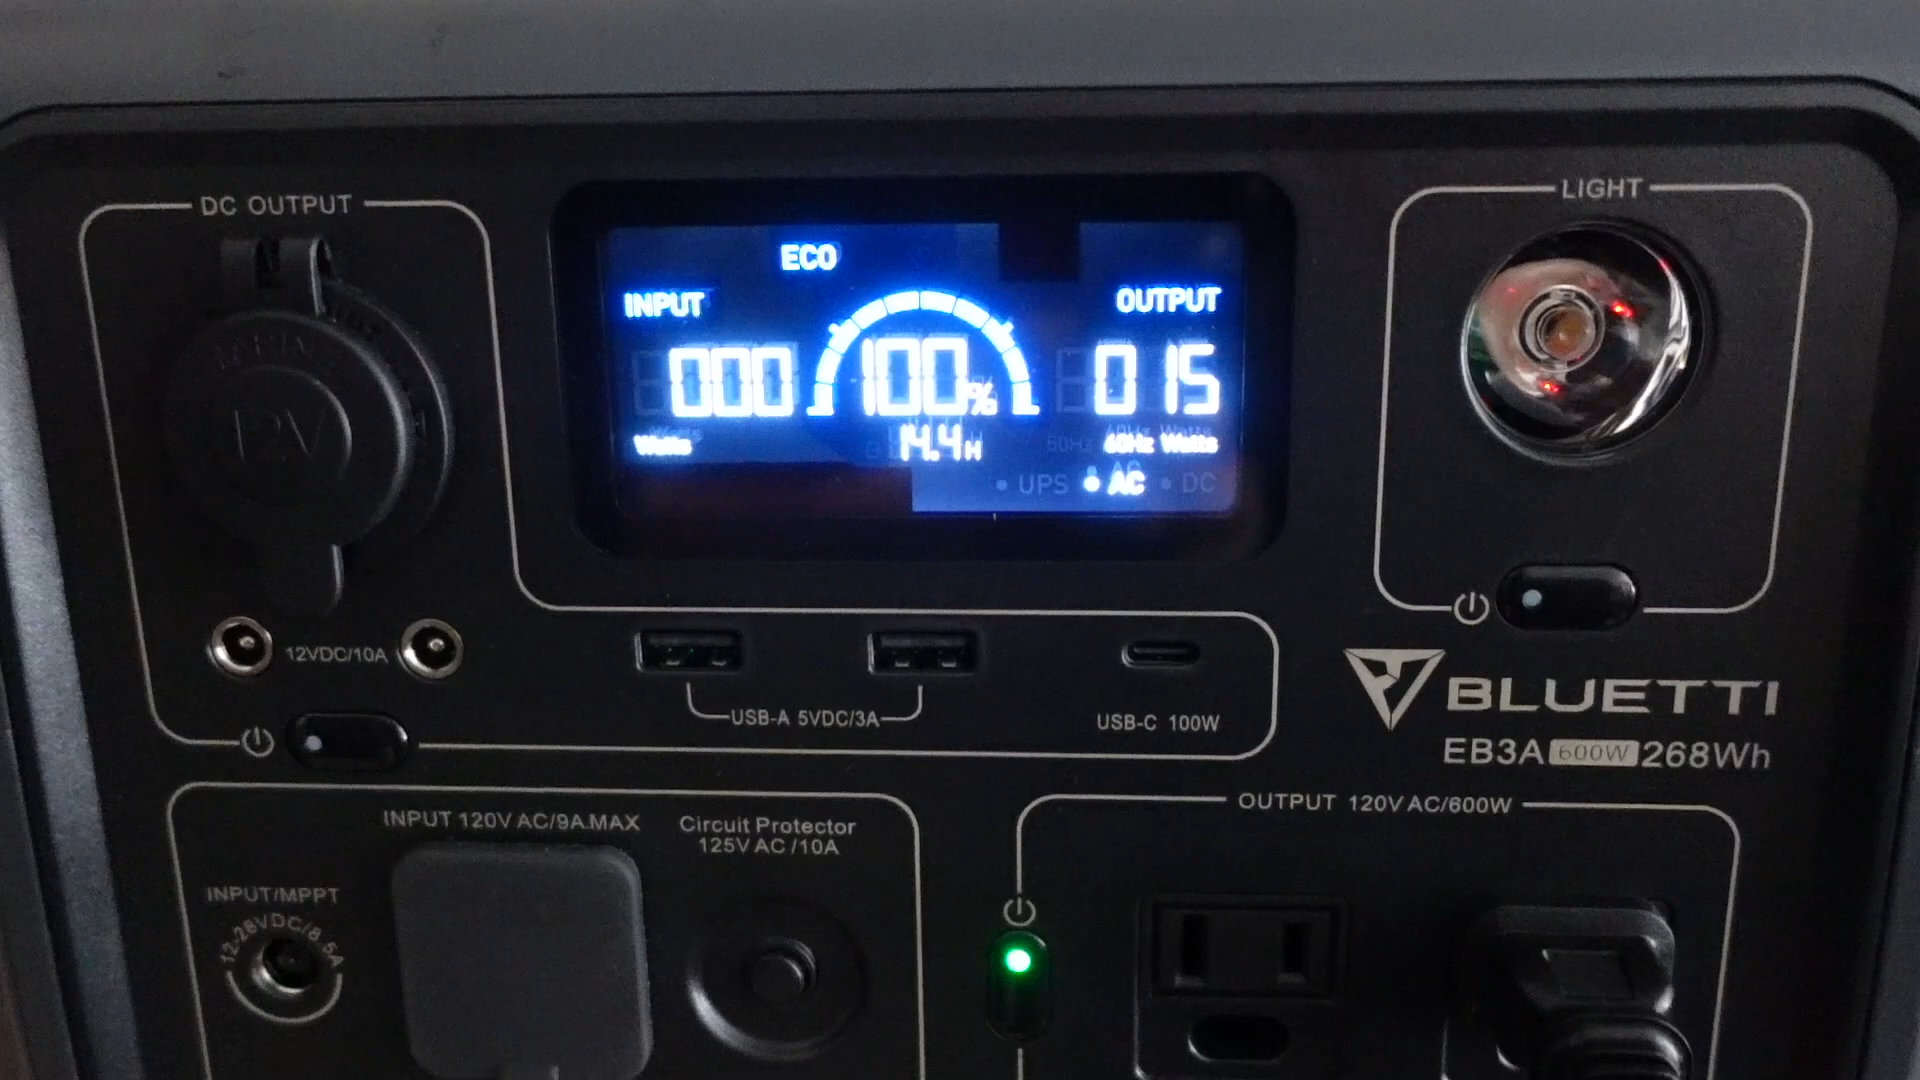 DC OUTPUT
12V
12VDC/10A
ECO
INPUT
000
Watts
100%
14.4H
OUTPUT
015
50Hz 60Hz Watts
UPS AC DC
LIGHT
USB-A 5VDC/3A
USB-C 100W
BLUETTI
EB3A 600W 268Wh
INPUT 120V AC/9A.MAX
Circuit Protector
125V AC /10A
INPUT/MPPT
12-28VDC/8.5A
OUTPUT 120V AC/600W